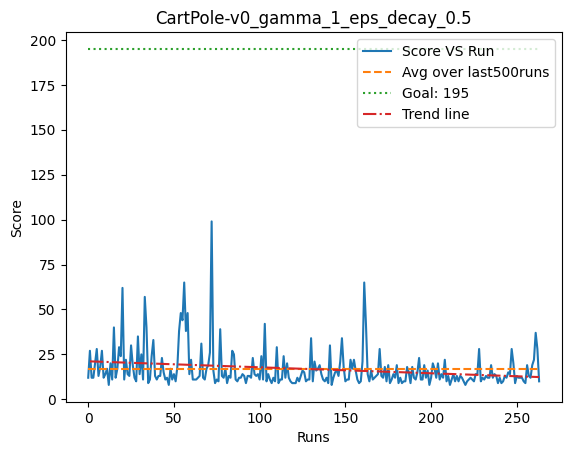 CartPole-v0_gamma_1_eps_decay_0.5
200
175
150
125
100
75
50
25
0
Score
Score VS Run
Avg over last500runs
Goal: 195
Trend line
0
50
100
150
200
250
Runs